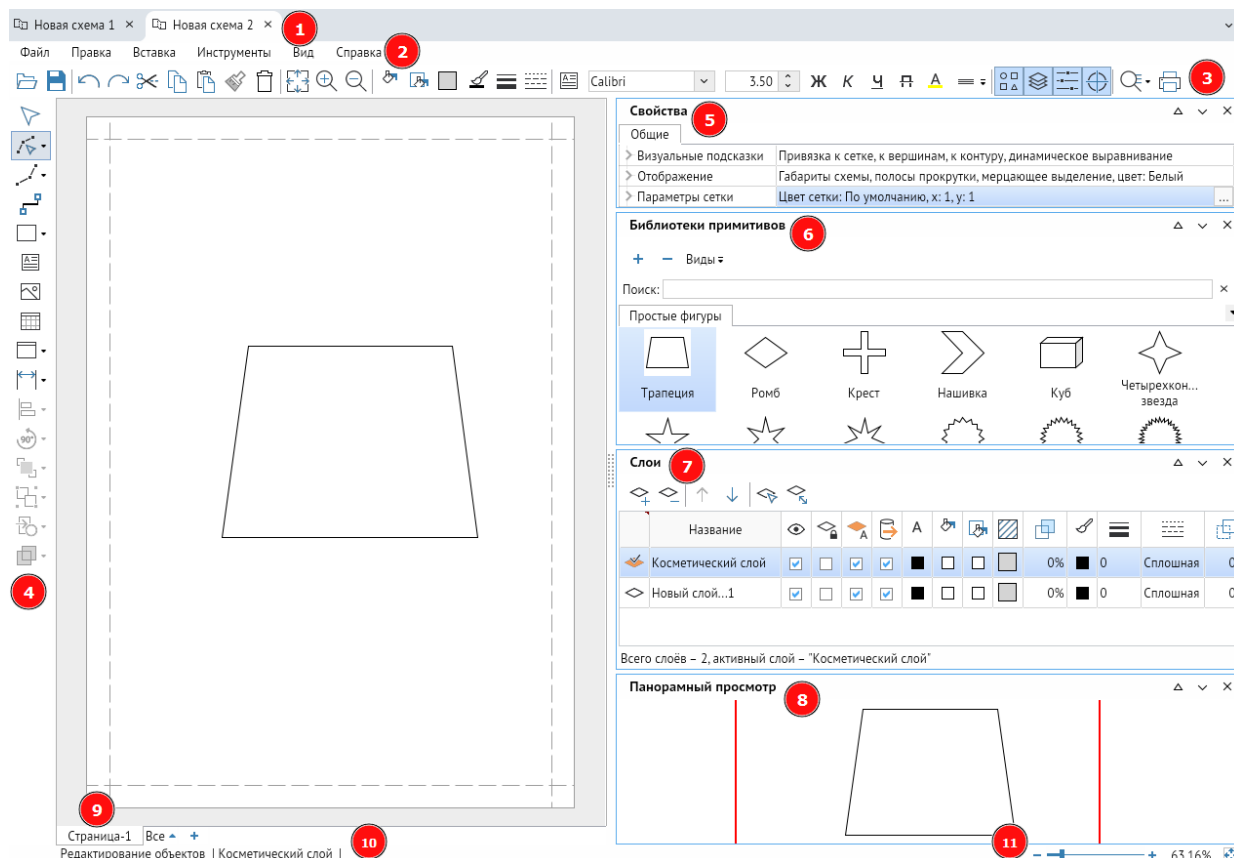 Новая схема 1 × Новая схема 2 × 1
Файл Правка Вставка Инструменты Вид Справка 2
Calibri 3.50 Ж К Ч П А 3
Свойства 5
Общие
Визуальные подсказки Привязка к сетке, к вершинам, к контуру, динамическое выравнивание
Отображение Габариты схемы, полосы прокрутки, мерцающее выделение, цвет: Белый
Параметры сетки Цвет сетки: По умолчанию, x: 1, y: 1 ...
Библиотеки примитивов 6
+ − Виды
Поиск:
Простые фигуры
Трапеция Ромб Крест Нашивка Куб Четырехкон...
звезда
Слои 7
Название A
Косметический слой 0% 0 Сплошная 0
Новый слой...1 0% 0 Сплошная 0
Всего слоёв – 2, активный слой – "Косметический слой"
Панорамный просмотр 8
90°
4
9
Страница-1 Все +
10
Редактирование объектов | Косметический слой |
11
− + 63.16%